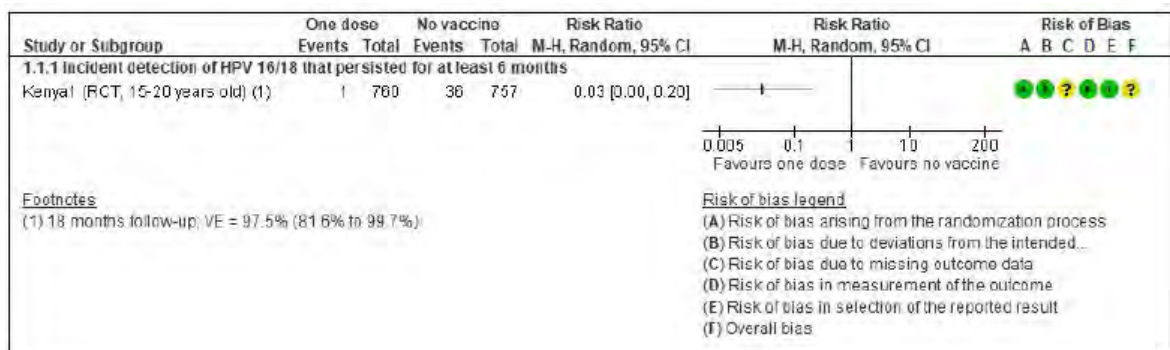 One dose No vaccine Risk Ratio Risk Ratio Risk of Bias
Study or Subgroup Events Total Events Total M-H, Random, 95% CI M-H, Random, 95% CI A B C D E F
1.1.1 Incident detection of HPV 16/18 that persisted for at least 6 months
Kenya1 (RCT, 15-20 years old) (1) 1 760 36 757 0.03 [0.00, 0.20] ? ?
0.005 0.1 1 10 200
Favours one dose Favours no vaccine
Footnotes
(1) 18 months follow-up; VE = 97.5% (81.6% to 99.7%)
Risk of bias legend
(A) Risk of bias arising from the randomization process
(B) Risk of bias due to deviations from the intended...
(C) Risk of bias due to missing outcome data
(D) Risk of bias in measurement of the outcome
(E) Risk of bias in selection of the reported result
(F) Overall bias